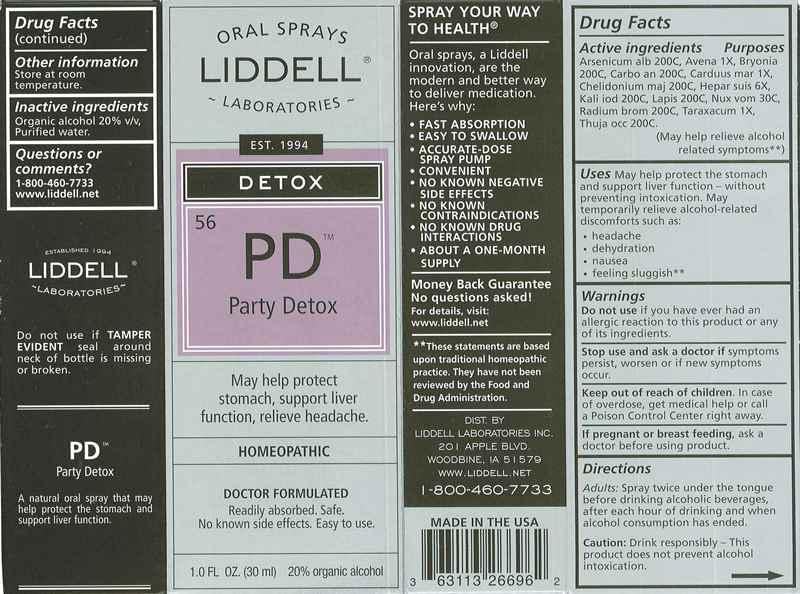 Drug Facts
(continued)
Other information
Store at room
temperature.
Inactive ingredients
Organic alcohol 20% v/v,
Purified water.
Questions or
comments?
1-800-460-7733
www.liddell.net
ESTABLISHED 1994
LIDDELL®
~LABORATORIES~
Do not use if TAMPER
EVIDENT seal around
neck of bottle is missing
or broken.
PD™
Party Detox
A natural oral spray that may
help protect the stomach and
support liver function.
ORAL SPRAYS
LIDDELL®
~ LABORATORIES ~
EST. 1994
DETOX
56
PD™
Party Detox
May help protect
stomach, support liver
function, relieve headache.
HOMEOPATHIC
DOCTOR FORMULATED
Readily absorbed. Safe.
No known side effects. Easy to use.
1.0 FL OZ. (30 ml) 20% organic alcohol
SPRAY YOUR WAY
TO HEALTH®
Oral sprays, a Liddell
innovation, are the
modern and better way
to deliver medication.
Here's why:
• FAST ABSORPTION
• EASY TO SWALLOW
• ACCURATE-DOSE
SPRAY PUMP
• CONVENIENT
• NO KNOWN NEGATIVE
SIDE EFFECTS
• NO KNOWN
CONTRAINDICATIONS
• NO KNOWN DRUG
INTERACTIONS
• ABOUT A ONE-MONTH
SUPPLY
Money Back Guarantee
No questions asked!
For details, visit:
www.liddell.net
**These statements are based
upon traditional homeopathic
practice. They have not been
reviewed by the Food and
Drug Administration.
DIST. BY
LIDDELL LABORATORIES INC.
201 APPLE BLVD.
WOODBINE, IA 51579
WWW.LIDDELL.NET
1-800-460-7733
MADE IN THE USA
3 63113 26696 2
Drug Facts
Active ingredients Purposes
Arsenicum alb 200C, Avena 1X, Bryonia
200C, Carbo an 200C, Carduus mar 1X,
Chelidonium maj 200C, Hepar suis 6X,
Kali iod 200C, Lapis 200C, Nux vom 30C,
Radium brom 200C, Taraxacum 1X,
Thuja occ 200C.
(May help relieve alcohol
related symptoms**)
Uses May help protect the stomach
and support liver function – without
preventing intoxication. May
temporarily relieve alcohol-related
discomforts such as:
• headache
• dehydration
• nausea
• feeling sluggish**
Warnings
Do not use if you have ever had an
allergic reaction to this product or any
of its ingredients.
Stop use and ask a doctor if symptoms
persist, worsen or if new symptoms
occur.
Keep out of reach of children. In case
of overdose, get medical help or call
a Poison Control Center right away.
If pregnant or breast feeding, ask a
doctor before using product.
Directions
Adults: Spray twice under the tongue
before drinking alcoholic beverages,
after each hour of drinking and when
alcohol consumption has ended.
Caution: Drink responsibly – This
product does not prevent alcohol
intoxication.